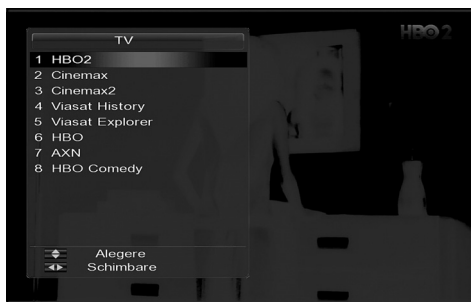 HBO 2
TV
1 HBO2
2 Cinemax
3 Cinemax2
4 Viasat History
5 Viasat Explorer
6 HBO
7 AXN
8 HBO Comedy
Alegere
Schimbare